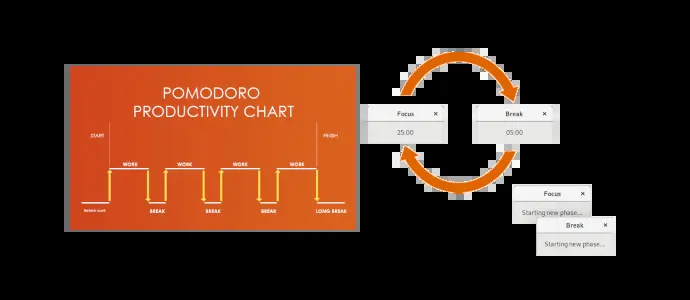 POMODORO
PRODUCTIVITY CHART
START
FINISH
WORK
WORK
WORK
WORK
Before work
BREAK
BREAK
BREAK
LONG BREAK
Focus ×
25:00
Break ×
05:00
Focus ×
Starting new phase...
Break ×
Starting new phase...